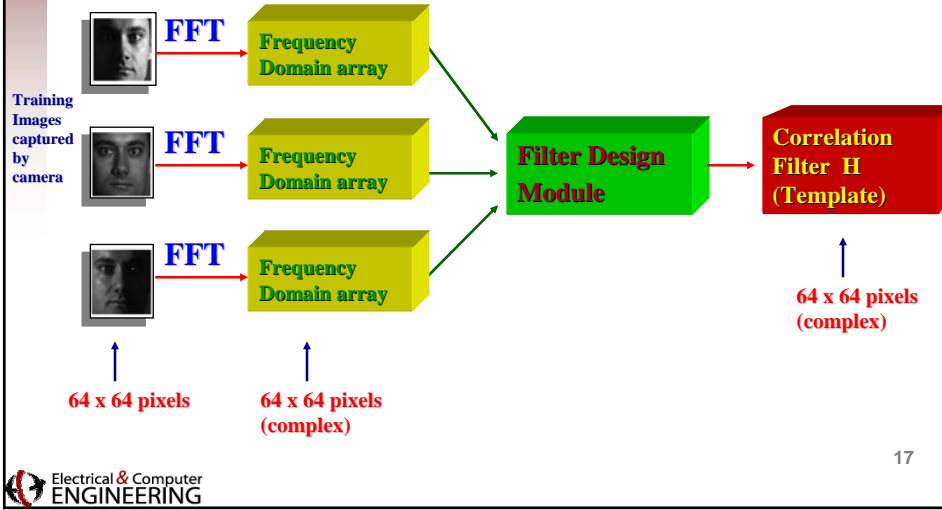 FFT
Frequency
Domain array
Training
Images
captured
by
camera
FFT
Frequency
Domain array
Filter Design
Module
Correlation
Filter H
(Template)
FFT
Frequency
Domain array
64 x 64 pixels
(complex)
64 x 64 pixels
64 x 64 pixels
(complex)
17
Electrical & Computer
ENGINEERING